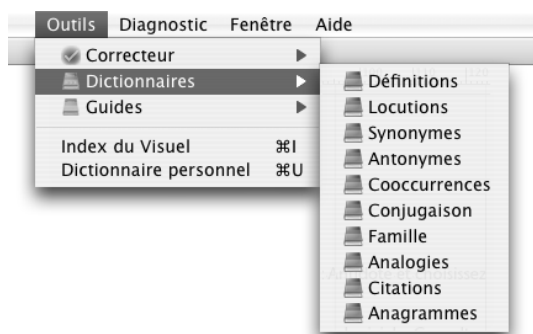 Outils Diagnostic Fenêtre Aide
Correcteur
Dictionnaires
Guides
Index du Visuel ⌘I
Dictionnaire personnel ⌘U
Définitions
Locutions
Synonymes
Antonymes
Cooccurrences
Conjugaison
Famille
Analogies
Citations
Anagrammes